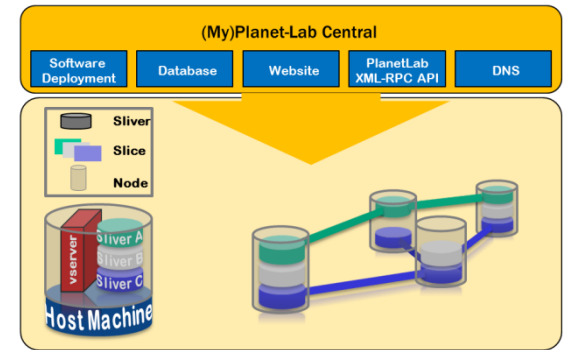 (My)Planet-Lab Central
Software
Deployment
Database
Website
PlanetLab
XML-RPC API
DNS
Sliver
Slice
Node
vserver
Sliver A
Sliver B
Sliver C
Host Machine